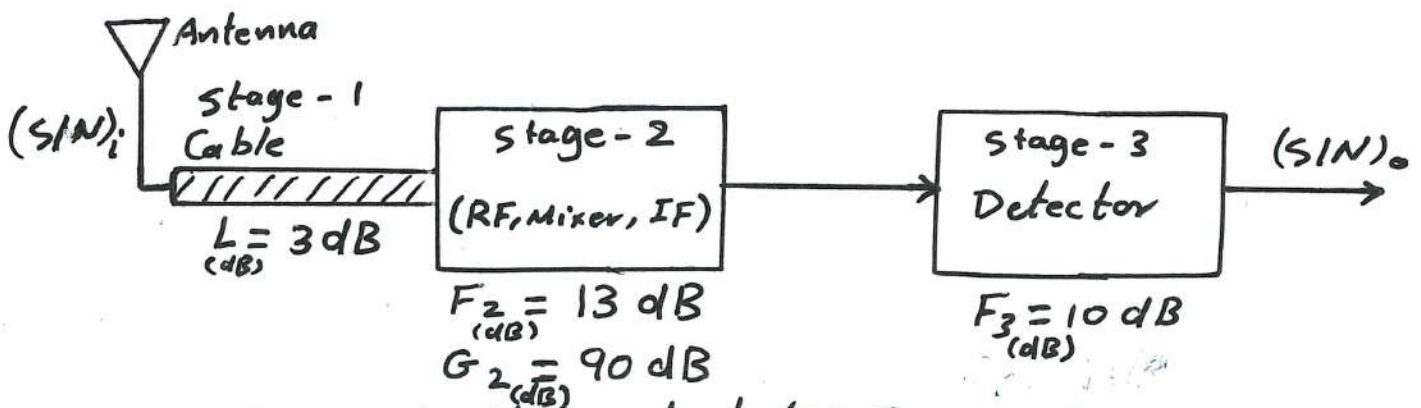 Antenna
(S/N)i
stage-1
Cable
L(dB) = 3 dB
stage-2
(RF, Mixer, IF)
F2(dB) = 13 dB
G2(dB) = 90 dB
stage-3
Detector
F3(dB) = 10 dB
(S/N)o